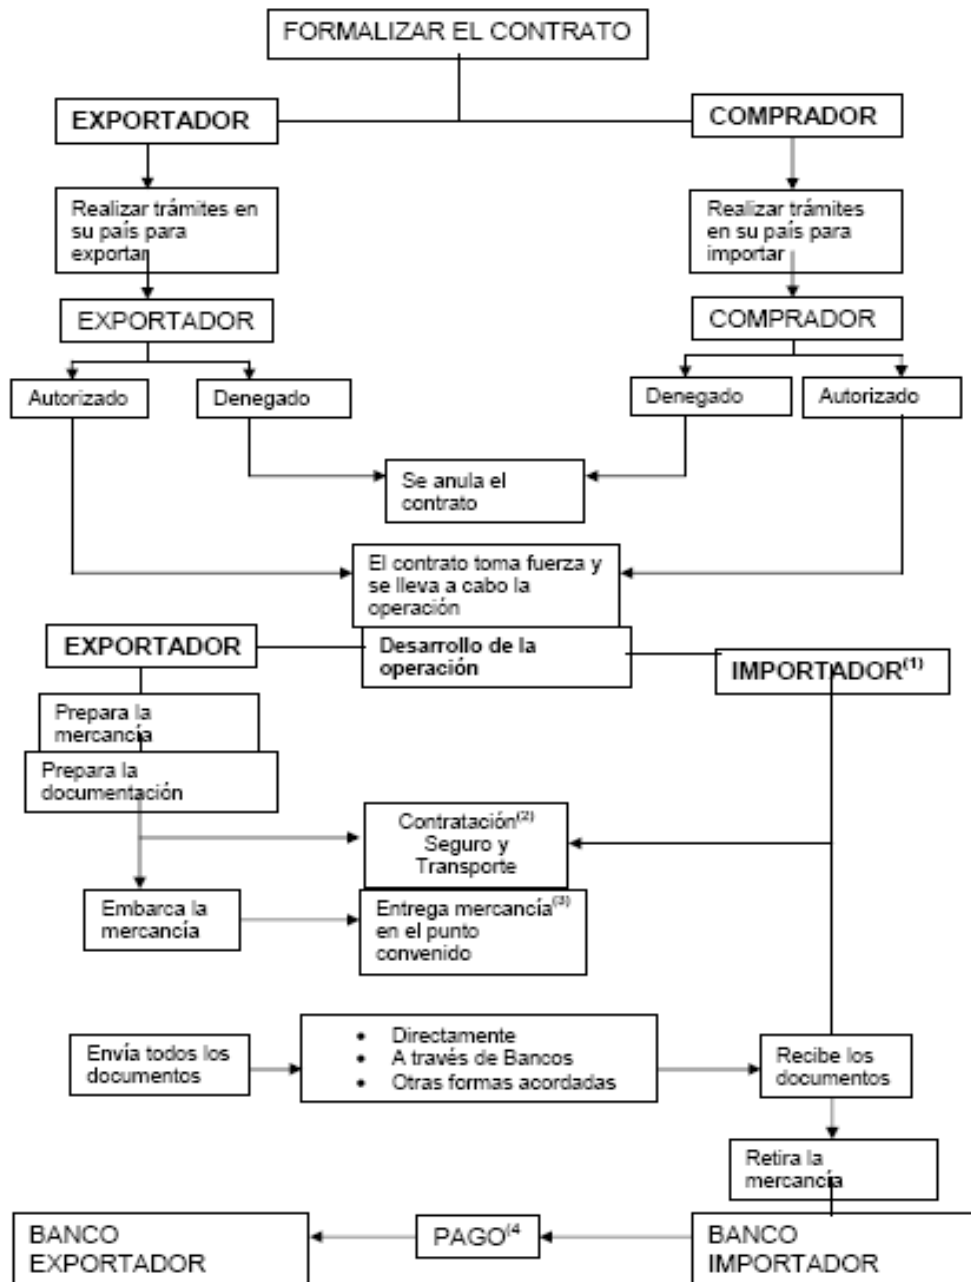 FORMALIZAR EL CONTRATO
EXPORTADOR
COMPRADOR
Realizar trámites en
su país para
exportar
Realizar trámites
en su país para
importar
EXPORTADOR
COMPRADOR
Autorizado
Denegado
Denegado
Autorizado
Se anula el
contrato
El contrato toma fuerza y
se lleva a cabo la
operación
EXPORTADOR
Desarrollo de la
operación
IMPORTADOR(1)
Prepara la
mercancía
Prepara la
documentación
Contratación(2)
Seguro y
Transporte
Embarca la
mercancía
Entrega mercancía(3)
en el punto
convenido
Envía todos los
documentos
• Directamente
• A través de Bancos
• Otras formas acordadas
Recibe los
documentos
Retira la
mercancía
BANCO
EXPORTADOR
PAGO(4
BANCO
IMPORTADOR